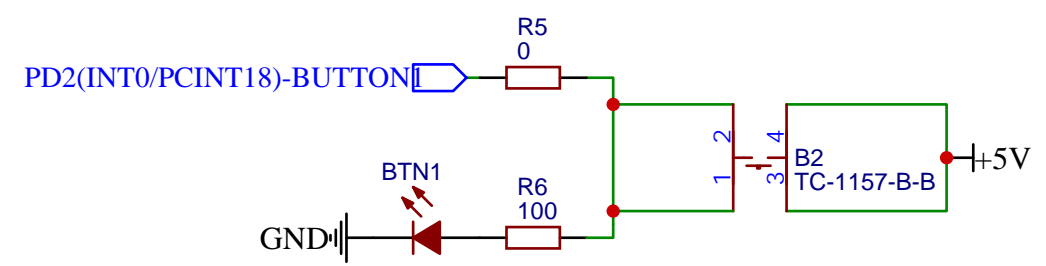 R5
0
PD2(INT0/PCINT18)-BUTTON1
2
4
1
3
B2
TC-1157-B-B
+5V
BTN1
R6
100
GND